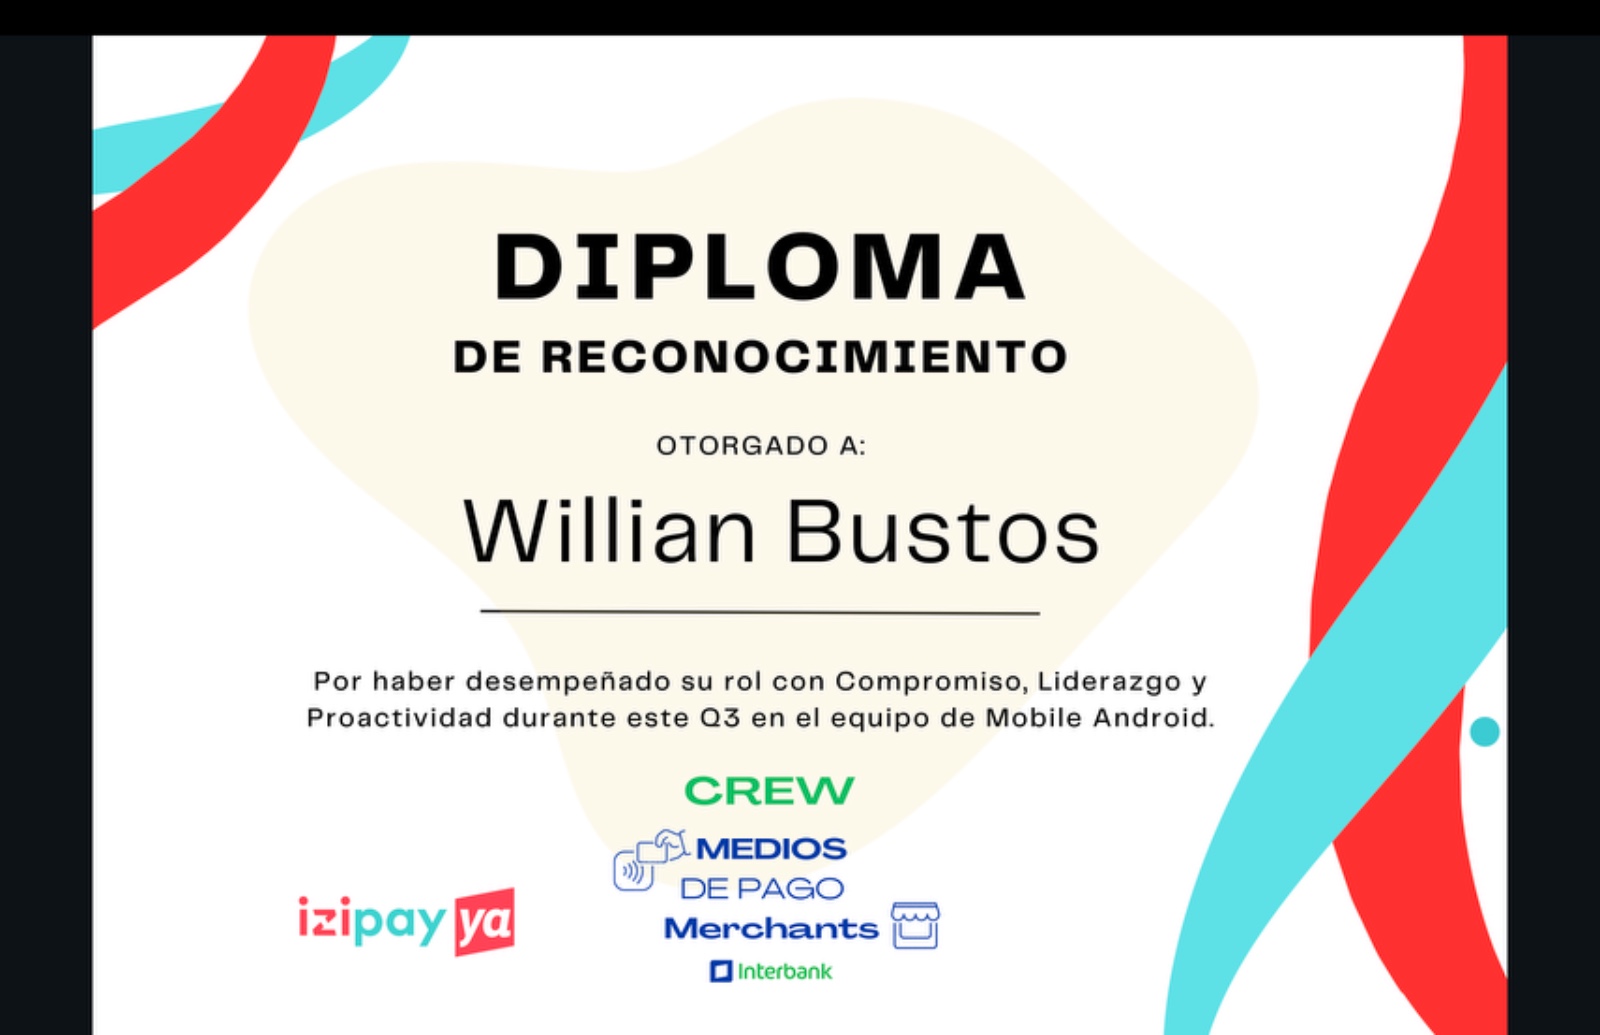 DIPLOMA
DE RECONOCIMIENTO
OTORGADO A:
Willian Bustos
Por haber desempeñado su rol con Compromiso, Liderazgo y
Proactividad durante este Q3 en el equipo de Mobile Android.
CREW
MEDIOS
DE PAGO
Merchants
Interbank
izipay ya